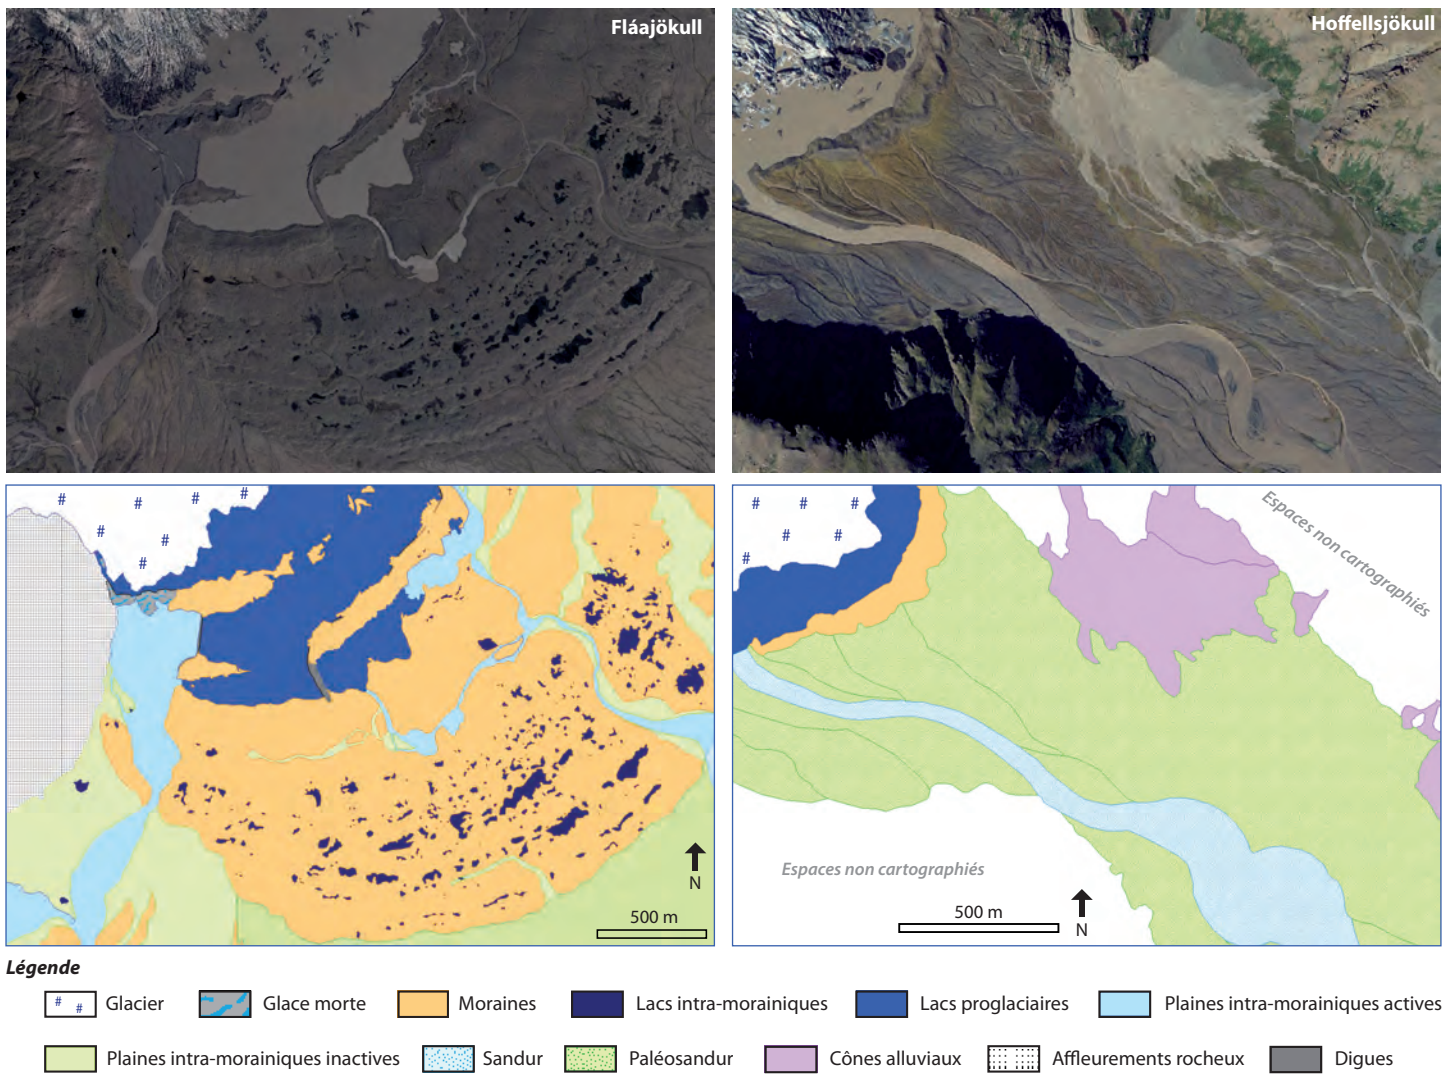 Fláajökull
Hoffellsjökull
Espaces non cartographiés
Espaces non cartographiés
N
500 m
500 m
N
Légende
# # Glacier
Glace morte
Moraines
Lacs intra-morainiques
Lacs proglaciaires
Plaines intra-morainiques actives
Plaines intra-morainiques inactives
Sandur
Paléosandur
Cônes alluviaux
Affleurements rocheux
Digues